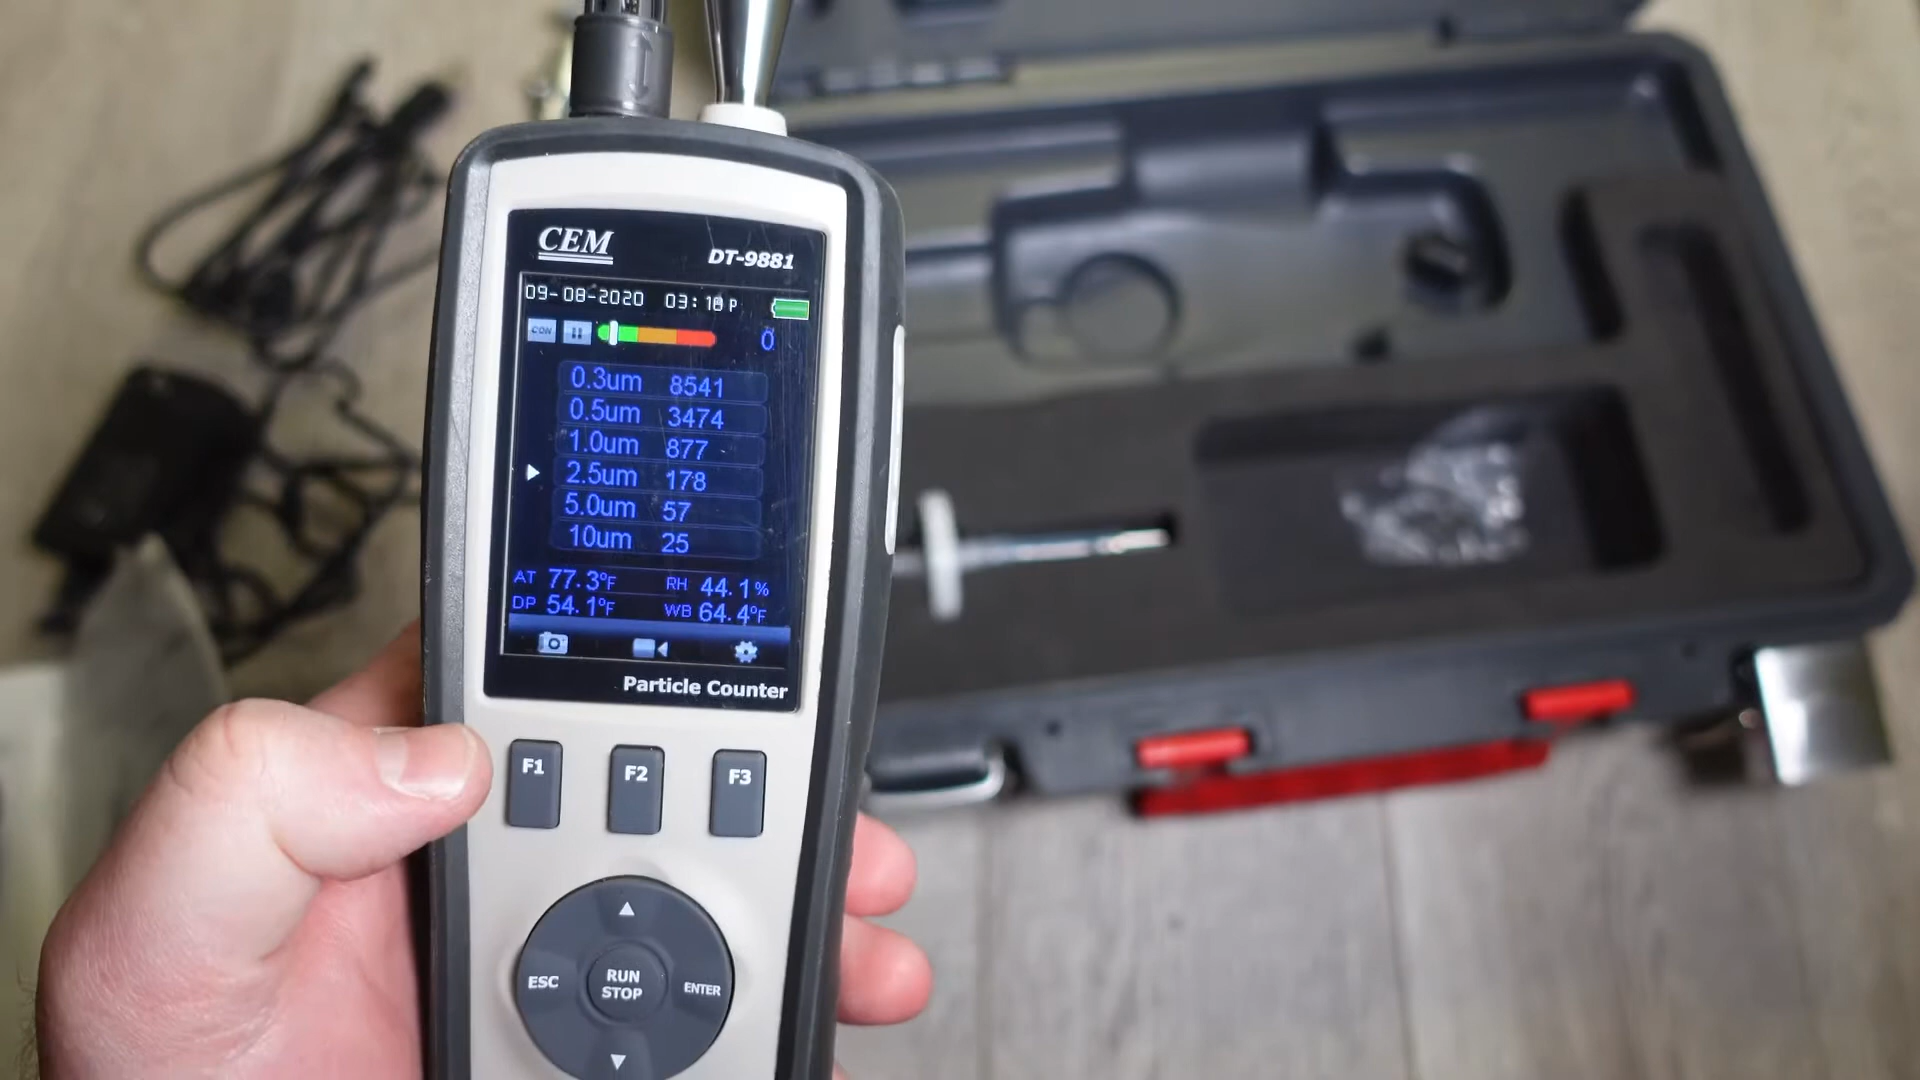 CEM
DT-9881
09-08-2020 03:18 P
CON 0
0.3um 8541
0.5um 3474
1.0um 877
2.5um 178
5.0um 57
10um 25
AT 77.3°F RH 44.1%
DP 54.1°F WB 64.4°F
Particle Counter
F1 F2 F3
ESC RUN STOP ENTER